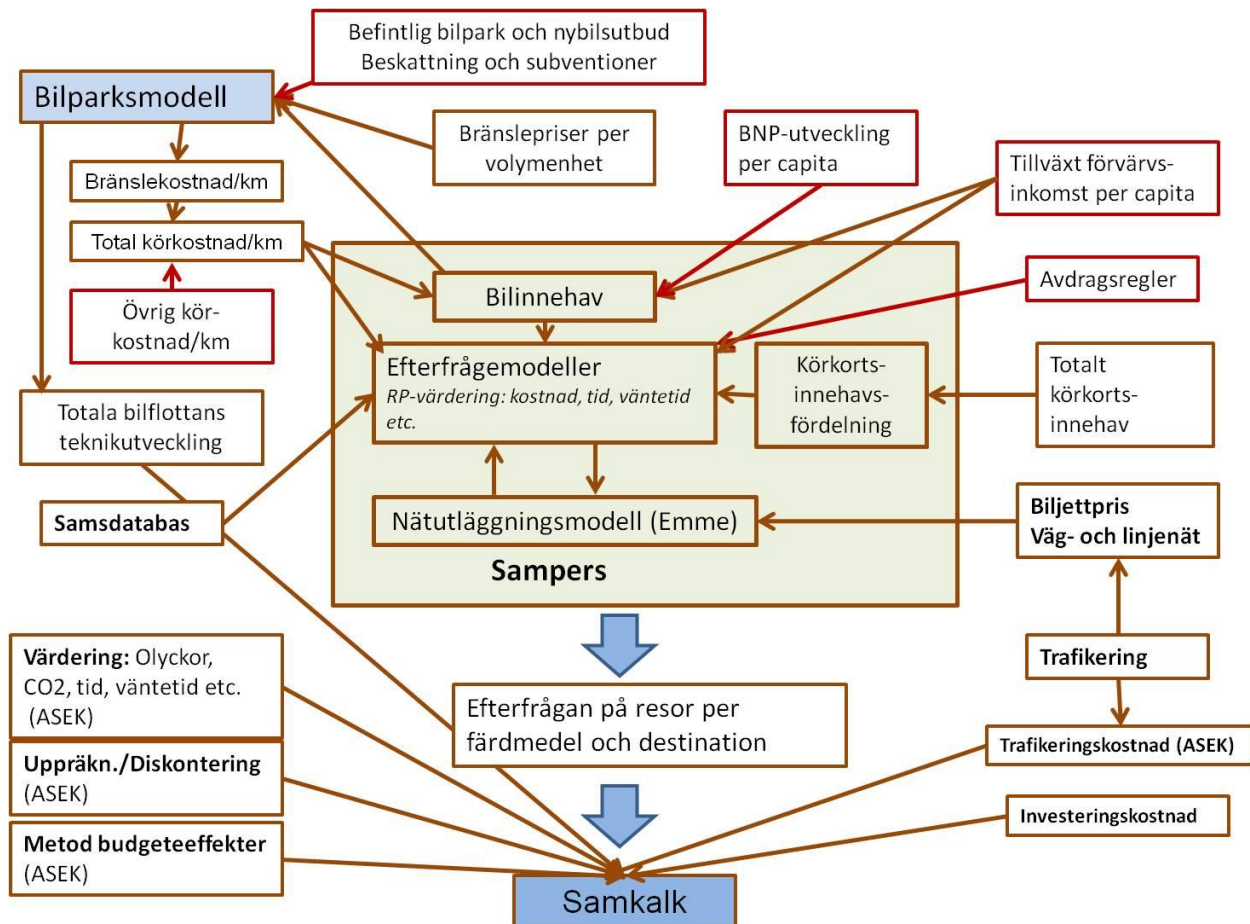 Befintlig bilpark och nybilsutbud
Beskattning och subventioner
Bilparksmodell
Bränslepriser per
volymenhet
BNP-utveckling
per capita
Tillväxt förvärvs-
inkomst per capita
Bränslekostnad/km
Total körkostnad/km
Övrig kör-
kostnad/km
Bilinnehav
Avdragsregler
Efterfrågemodeller
RP-värdering: kostnad, tid, väntetid
etc.
Körkorts-
innehavs-
fördelning
Totalt
körkorts-
innehav
Totala bilflottans
teknikutveckling
Samsdatabas
Nätutläggningsmodell (Emme)
Sampers
Biljettpris
Väg- och linjenät
Trafikering
Värdering: Olyckor,
CO2, tid, väntetid etc.
(ASEK)
Efterfrågan på resor per
färdmedel och destination
Trafikeringskostnad (ASEK)
Uppräkn./Diskontering
(ASEK)
Investeringskostnad
Metod budgeteeffekter
(ASEK)
Samkalk